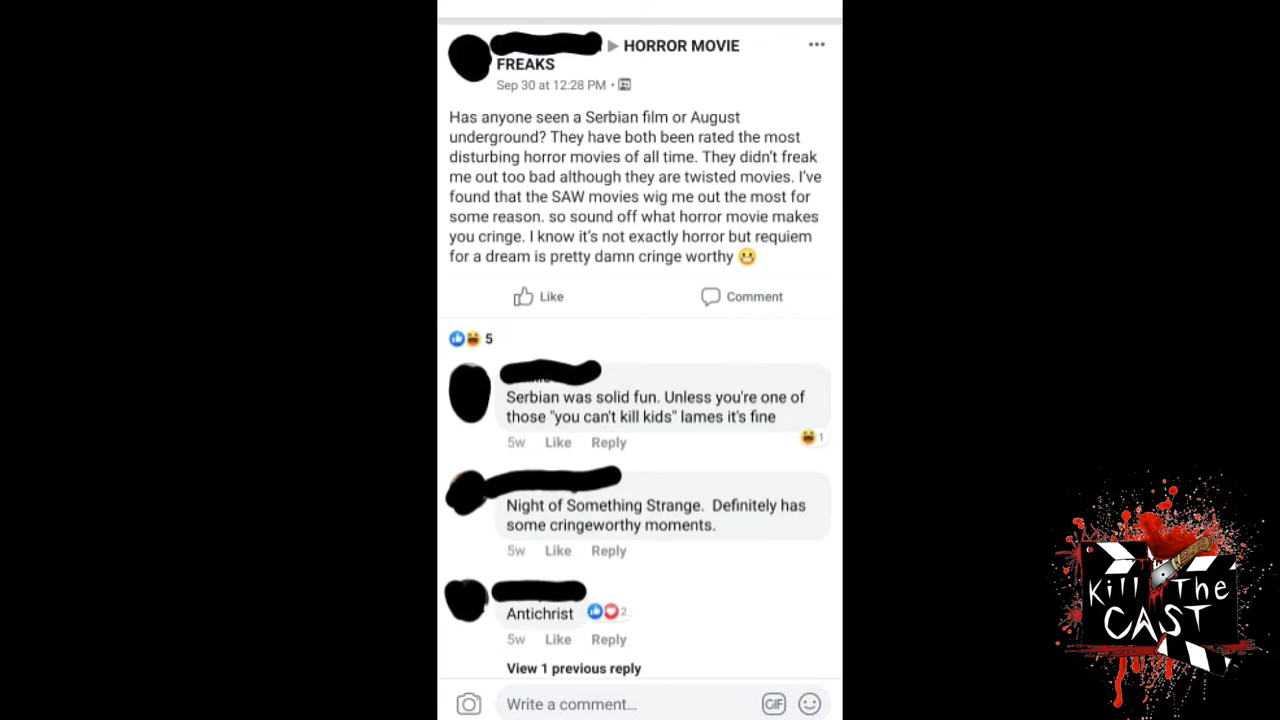 HORROR MOVIE
FREAKS
Sep 30 at 12:28 PM ·
Has anyone seen a Serbian film or August
underground? They have both been rated the most
disturbing horror movies of all time. They didn't freak
me out too bad although they are twisted movies. I've
found that the SAW movies wig me out the most for
some reason. so sound off what horror movie makes
you cringe. I know it's not exactly horror but requiem
for a dream is pretty damn cringe worthy 😬
Like Comment
5
Serbian was solid fun. Unless you're one of
those "you can't kill kids" lames it's fine
1
5w Like Reply
Night of Something Strange. Definitely has
some cringeworthy moments.
5w Like Reply
Antichrist 2
5w Like Reply
View 1 previous reply
Write a comment...
GIF
Kill The
CAST